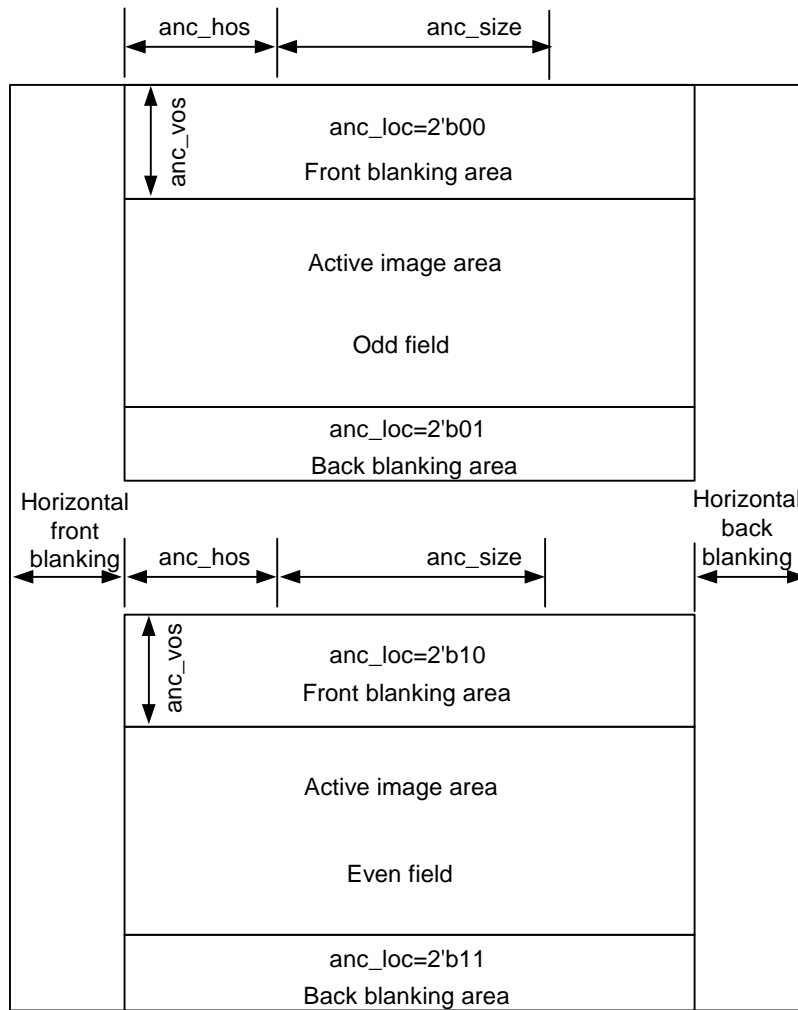 anc_hos
anc_size
anc_vos
anc_loc=2'b00
Front blanking area
Active image area
Odd field
anc_loc=2'b01
Back blanking area
Horizontal
front
blanking
Horizontal
back
blanking
anc_hos
anc_size
anc_vos
anc_loc=2'b10
Front blanking area
Active image area
Even field
anc_loc=2'b11
Back blanking area